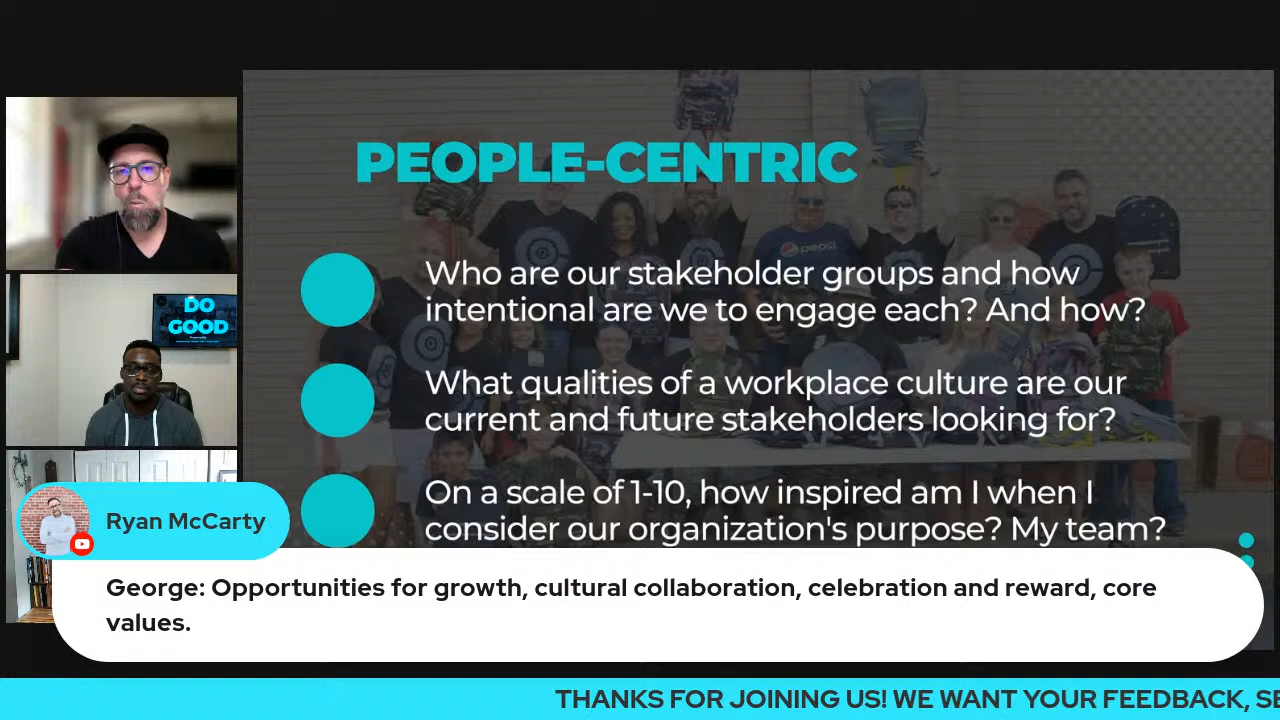 PEOPLE-CENTRIC
pepsi
Who are our stakeholder groups and how
intentional are we to engage each? And how?
DO
GOOD
What qualities of a workplace culture are our
current and future stakeholders looking for?
On a scale of 1-10, how inspired am I when I
consider our organization's purpose? My team?
Ryan McCarty
George: Opportunities for growth, cultural collaboration, celebration and reward, core
values.
THANKS FOR JOINING US! WE WANT YOUR FEEDBACK, SE